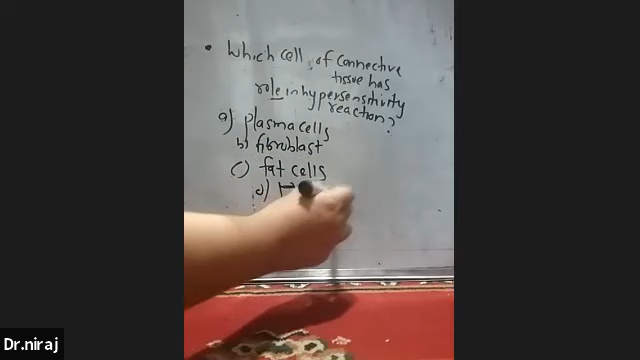 • Which cell of Connective
tissue has
role in hypersensitivity
reaction?
a) plasma cells
b) fibroblast
c) fat cells
d)
Dr.niraj